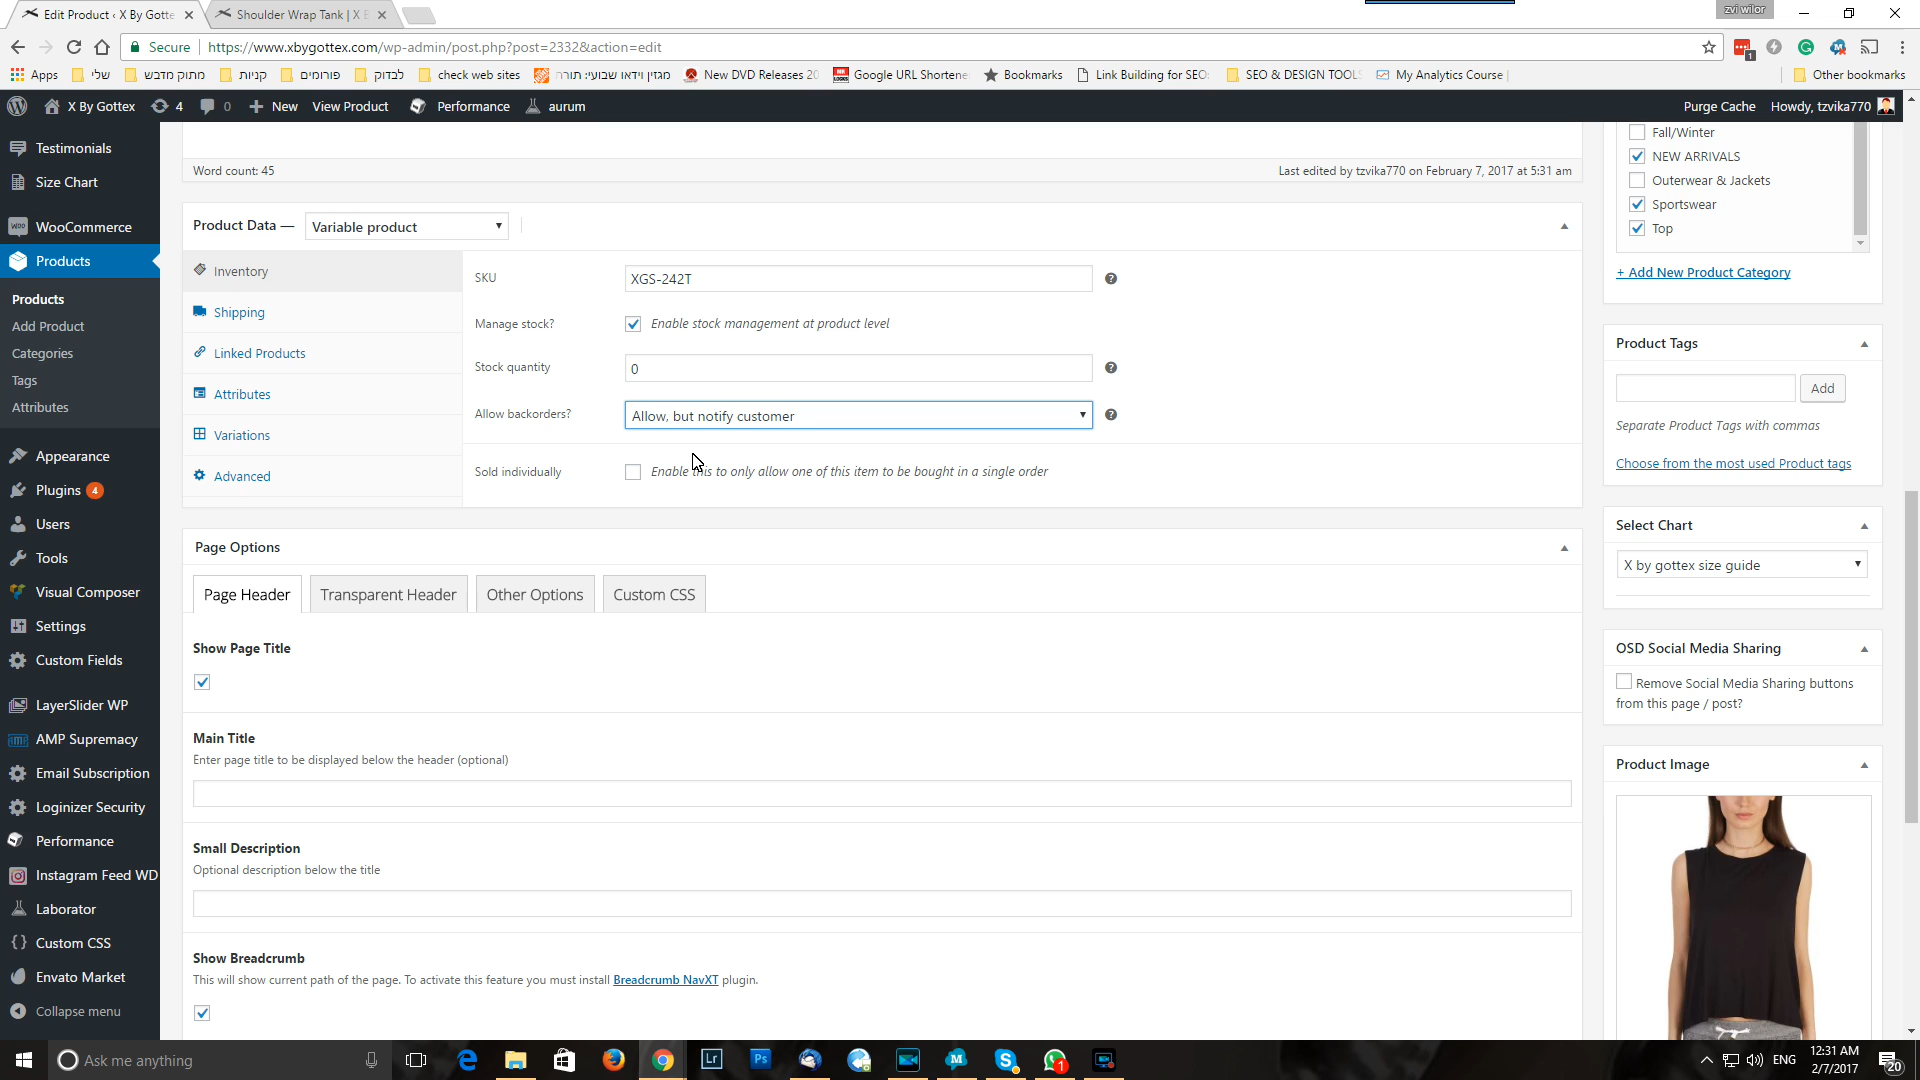 Edit Product ‹ X By Gotte
Shoulder Wrap Tank | X B
zvi wilor
Secure
https://www.xbygottex.com/wp-admin/post.php?post=2332&action=edit
Apps
שלי
מתוק מדבש
קניות
פורומים
לבדוק
check web sites
מגזין וידאו שבועי: תורה
New DVD Releases 20
Google URL Shortene
Bookmarks
Link Building for SEO:
SEO & DESIGN TOOLS
My Analytics Course |
Other bookmarks
X By Gottex
4
0
New
View Product
Performance
aurum
Purge Cache
Howdy, tzvika770
Testimonials
Size Chart
WooCommerce
Products
Products
Add Product
Categories
Tags
Attributes
Appearance
Plugins 4
Users
Tools
Visual Composer
Settings
Custom Fields
LayerSlider WP
AMP Supremacy
Email Subscription
Loginizer Security
Performance
Instagram Feed WD
Laborator
Custom CSS
Envato Market
Collapse menu
Word count: 45
Last edited by tzvika770 on February 7, 2017 at 5:31 am
Product Data —
Variable product
Inventory
Shipping
Linked Products
Attributes
Variations
Advanced
SKU
XGS-242T
Manage stock?
Enable stock management at product level
Stock quantity
0
Allow backorders?
Allow, but notify customer
Sold individually
Enable this to only allow one of this item to be bought in a single order
Page Options
Page Header
Transparent Header
Other Options
Custom CSS
Show Page Title
Main Title
Enter page title to be displayed below the header (optional)
Small Description
Optional description below the title
Show Breadcrumb
This will show current path of the page. To activate this feature you must install Breadcrumb NavXT plugin.
Fall/Winter
NEW ARRIVALS
Outerwear & Jackets
Sportswear
Top
+ Add New Product Category
Product Tags
Add
Separate Product Tags with commas
Choose from the most used Product tags
Select Chart
X by gottex size guide
OSD Social Media Sharing
Remove Social Media Sharing buttons
from this page / post?
Product Image
Ask me anything
ENG
12:31 AM
2/7/2017
20